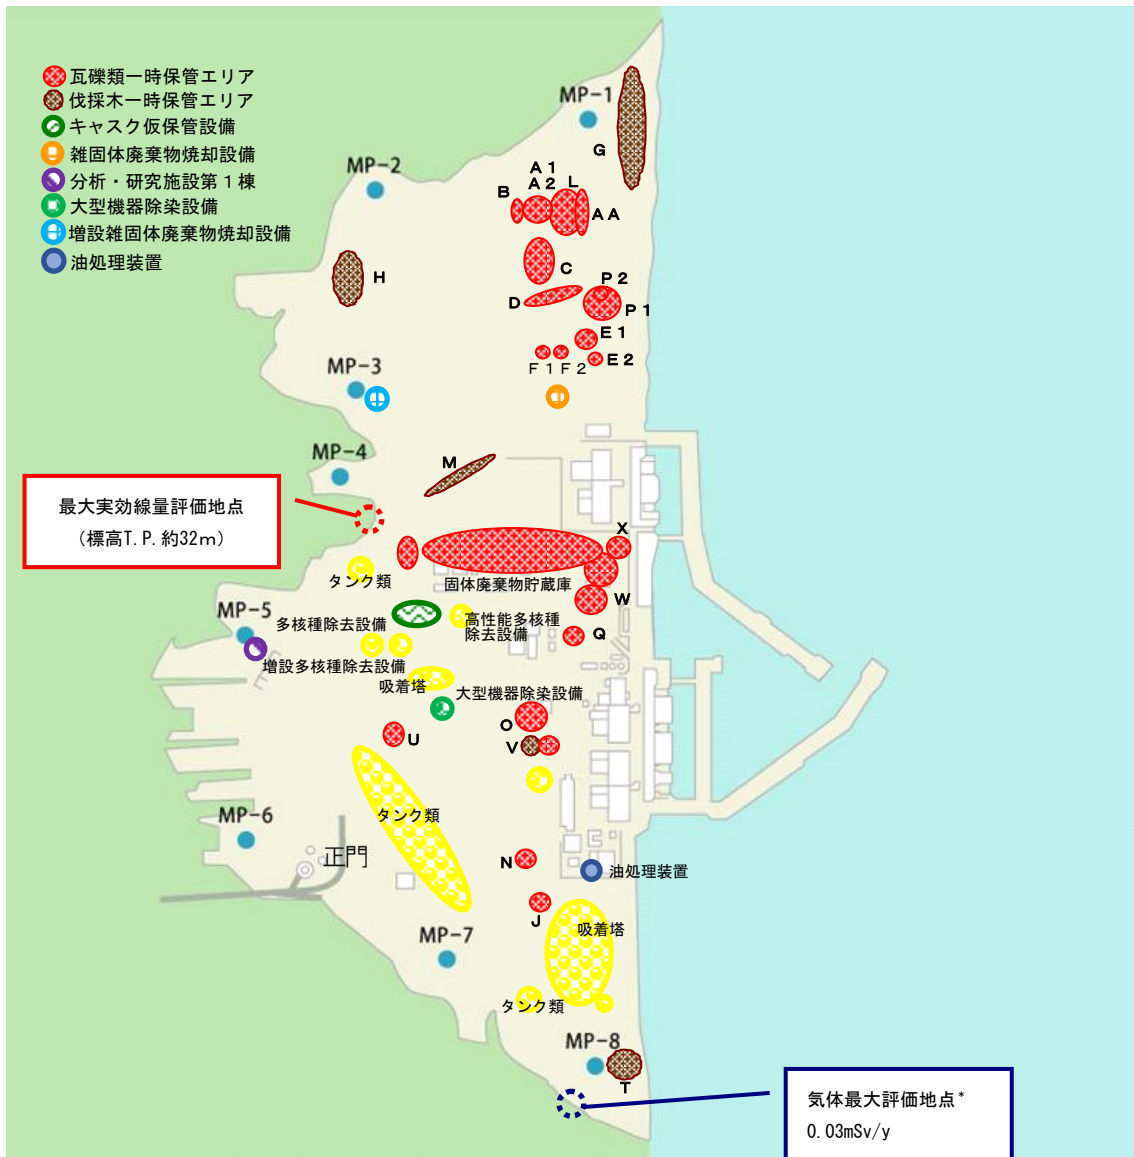 瓦礫類一時保管エリア
伐採木一時保管エリア
キャスク仮保管設備
雑固体廃棄物焼却設備
分析・研究施設第１棟
大型機器除染設備
増設雑固体廃棄物焼却設備
油処理装置
MP-1
G
MP-2
A1
A2
L
B
AA
H
C
P2
D
P1
E1
E2
F1
F2
MP-3
MP-4
M
最大実効線量評価地点
（標高T.P.約32m）
X
タンク類
固体廃棄物貯蔵庫
W
MP-5
多核種除去設備
高性能多核種
除去設備
Q
増設多核種除去設備
吸着塔
大型機器除染設備
O
U
V
タンク類
MP-6
正門
N
油処理装置
J
吸着塔
MP-7
タンク類
MP-8
T
気体最大評価地点*
0.03mSv/y